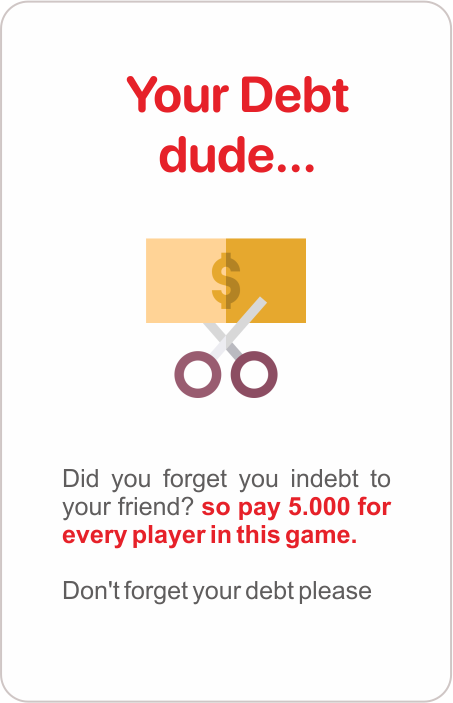 Your Debt
dude...
$
Did you forget you indebt to
your friend? so pay 5.000 for
every player in this game.
Don't forget your debt please